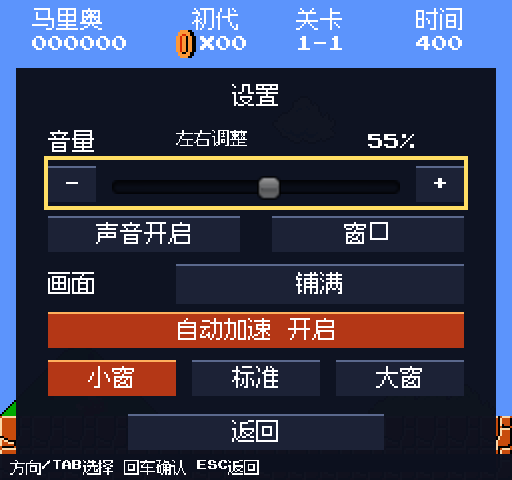 马里奥 初代 关卡 时间
000000 ×00 1-1 400
设置
音量 左右调整 55%
- +
声音开启 窗口
画面 铺满
自动加速 开启
小窗 标准 大窗
返回
方向/TAB选择 回车确认 ESC返回